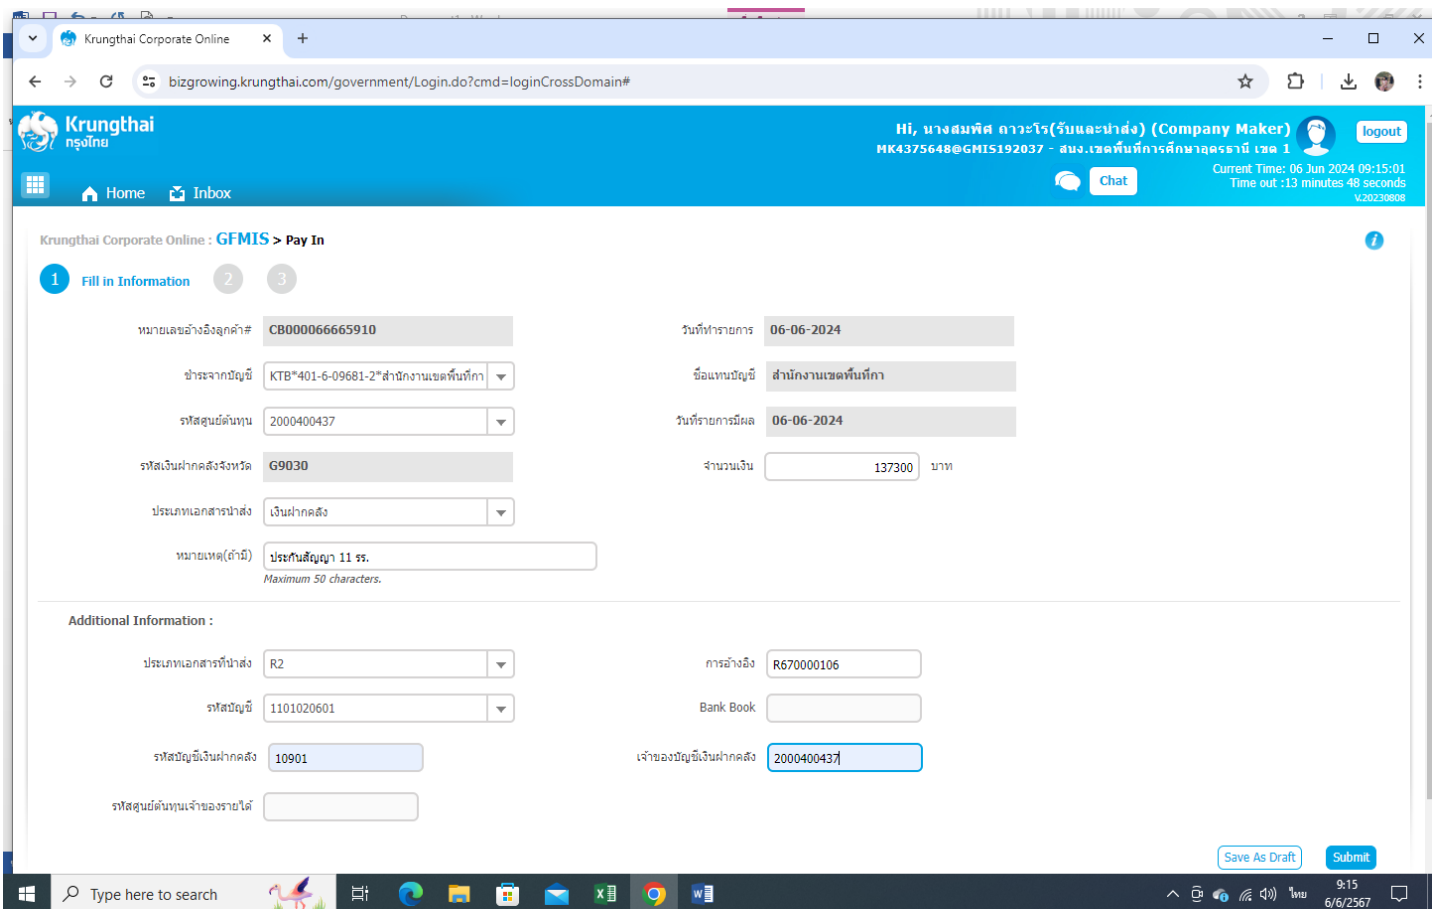 Krungthai Corporate Online
bizgrowing.krungthai.com/government/Login.do?cmd=loginCrossDomain#
Krungthai
กรุงไทย
Hi, นางสมพิศ ถาวะโร(รับและนำส่ง) (Company Maker)
MK4375648@GMIS192037 - สนง.เขตพื้นที่การศึกษาอุดรธานี เขต 1
logout
Chat
Current Time: 06 Jun 2024 09:15:01
Time out :13 minutes 48 seconds
V.20230808
Home Inbox
Krungthai Corporate Online : GFMIS > Pay In
1 Fill in Information 2 3
หมายเลขอ้างอิงลูกค้า# CB000066665910 วันที่ทำรายการ 06-06-2024
ชำระจากบัญชี KTB*401-6-09681-2*สำนักงานเขตพื้นที่กา ชื่อแทนบัญชี สำนักงานเขตพื้นที่กา
รหัสศูนย์ต้นทุน 2000400437 วันที่รายการมีผล 06-06-2024
รหัสเงินฝากคลังจังหวัด G9030 จำนวนเงิน 137300 บาท
ประเภทเอกสารนำส่ง เงินฝากคลัง
หมายเหตุ(ถ้ามี) ประกันสัญญา 11 รร.
Maximum 50 characters.
Additional Information :
ประเภทเอกสารที่นำส่ง R2 การอ้างอิง R670000106
รหัสบัญชี 1101020601 Bank Book
รหัสบัญชีเงินฝากคลัง 10901 เจ้าของบัญชีเงินฝากคลัง 2000400437
รหัสศูนย์ต้นทุนเจ้าของรายได้
Save As Draft Submit
Type here to search
ไทย
9:15
6/6/2567